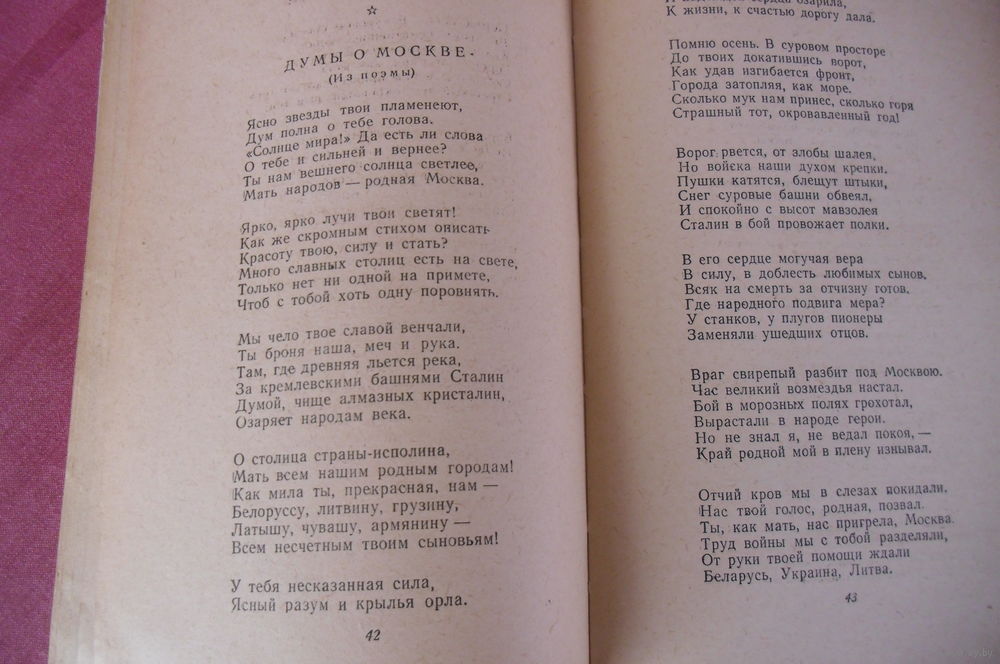 ☆
ДУМЫ О МОСКВЕ
(Из поэмы)
Ясно звезды твои пламенеют,
Дум полна о тебе голова.
«Солнце мира!» Да есть ли слова
О тебе и сильней и вернее?
Ты нам вешнего солнца светлее,
Мать народов — родная Москва.
Ярко, ярко лучи твои светят!
Как же скромным стихом описать
Красоту твою, силу и стать?
Много славных столиц есть на свете,
Только нет ни одной на примете,
Чтоб с тобой хоть одну поровнять.
Мы чело твое славой венчали,
Ты броня наша, меч и рука.
Там, где древняя льется река,
За кремлевскими башнями Сталин
Думой, чище алмазных кристалин,
Озаряет народам века.
О столица страны-исполина,
Мать всем нашим родным городам!
Как мила ты, прекрасная, нам —
Белоруссу, литвину, грузину,
Латышу, чувашу, армянину —
Всем несчетным твоим сыновьям!
У тебя несказанная сила,
Ясный разум и крылья орла.
42
сердца озарила,
К жизни, к счастью дорогу дала.
Помню осень. В суровом просторе
До твоих докатившись ворот,
Как удав изгибается фронт,
Города затопляя, как море.
Сколько мук нам принес, сколько горя
Страшный тот, окровавленный год!
Ворог рвется, от злобы шалея,
Но войска наши духом крепки.
Пушки катятся, блещут штыки,
Снег суровые башни обвеял,
И спокойно с высот мавзолея
Сталин в бой провожает полки.
В его сердце могучая вера
В силу, в доблесть любимых сынов.
Всяк на смерть за отчизну готов.
Где народного подвига мера?
У станков, у плугов пионеры
Заменяли ушедших отцов.
Враг свирепый разбит под Москвою.
Час великий возмездья настал.
Бой в морозных полях грохотал,
Вырастали в народе герои.
Но не знал я, не ведал покоя, —
Край родной мой в плену изнывал.
Отчий кров мы в слезах покидали.
Нас твой голос, родная, позвал.
Ты, как мать, нас пригрела, Москва.
Труд войны мы с тобой разделяли,
От руки твоей помощи ждали
Беларусь, Украина, Литва.
43